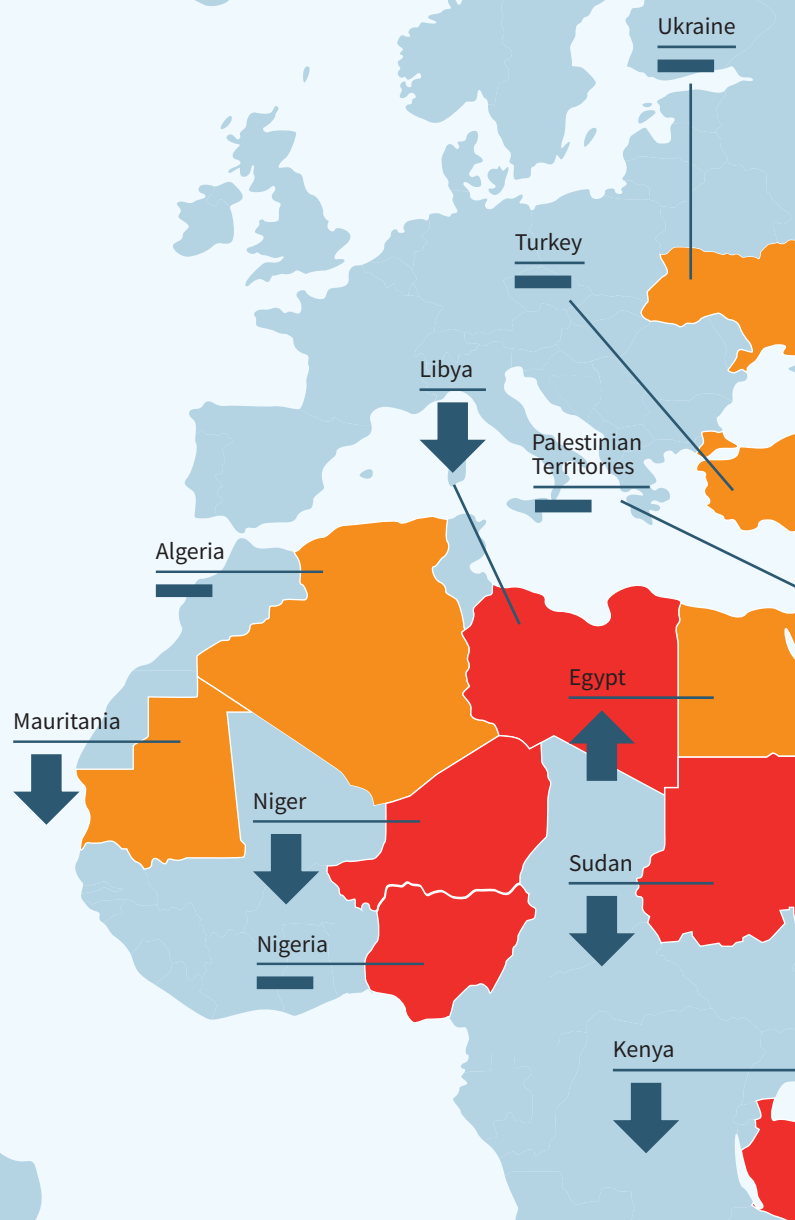 Ukraine
Turkey
Libya
Palestinian
Territories
Algeria
Egypt
Mauritania
Niger
Sudan
Nigeria
Kenya